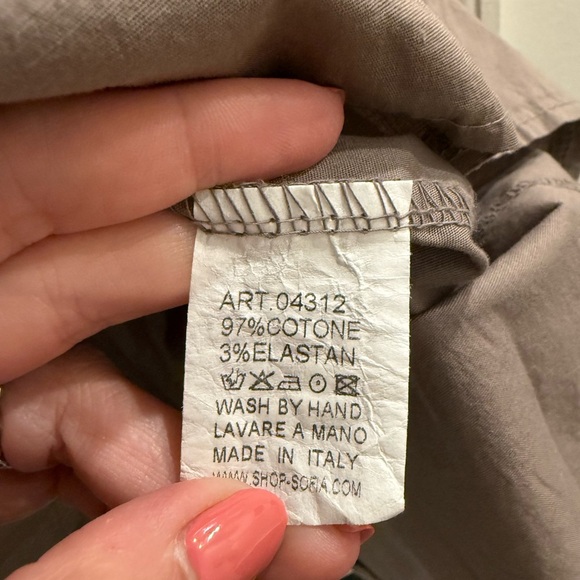 ART.04312
97%COTONE
3%ELASTAN
WASH BY HAND
LAVARE A MANO
MADE IN ITALY
WWW.SHOP-SOFIA.COM